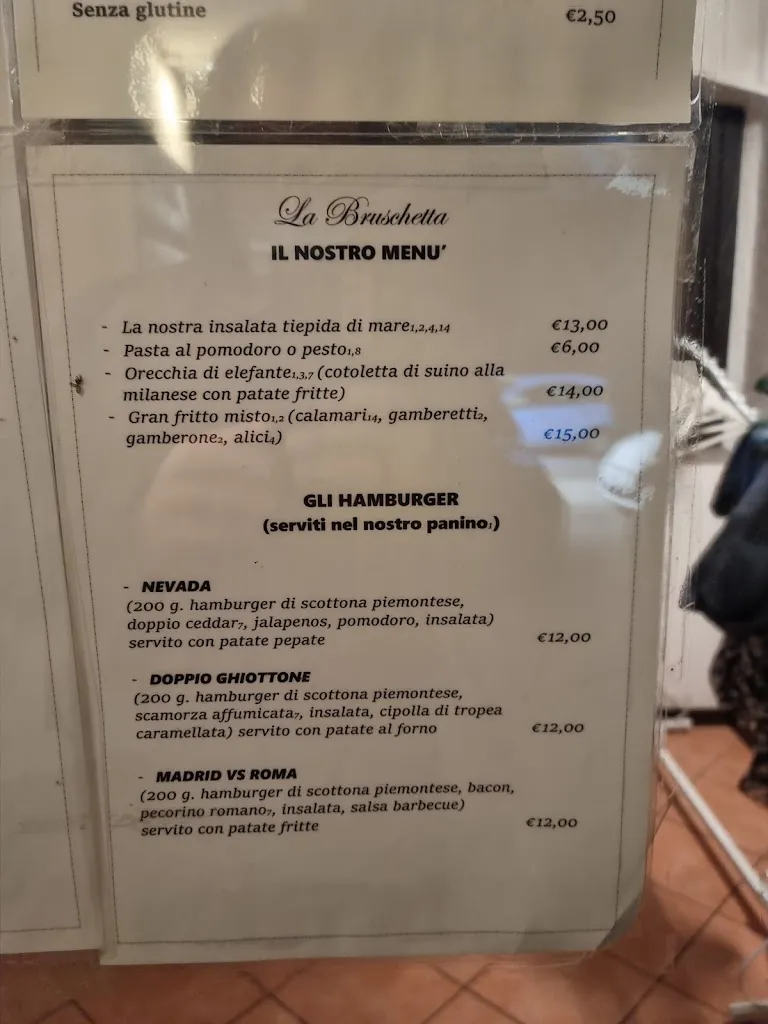 Senza glutine €2,50
La Bruschetta
IL NOSTRO MENU'
- La nostra insalata tiepida di mare1,2,4,14 €13,00
- Pasta al pomodoro o pesto1,8 €6,00
- Orecchia di elefante1,3,7 (cotoletta di suino alla
milanese con patate fritte) €14,00
- Gran fritto misto1,2 (calamari14, gamberetti2,
gamberone2, alici4) €15,00
GLI HAMBURGER
(serviti nel nostro panino1)
- NEVADA
(200 g. hamburger di scottona piemontese,
doppio ceddar7, jalapenos, pomodoro, insalata)
servito con patate pepate €12,00
- DOPPIO GHIOTTONE
(200 g. hamburger di scottona piemontese,
scamorza affumicata7, insalata, cipolla di tropea
caramellata) servito con patate al forno €12,00
- MADRID VS ROMA
(200 g. hamburger di scottona piemontese, bacon,
pecorino romano7, insalata, salsa barbecue)
servito con patate fritte €12,00